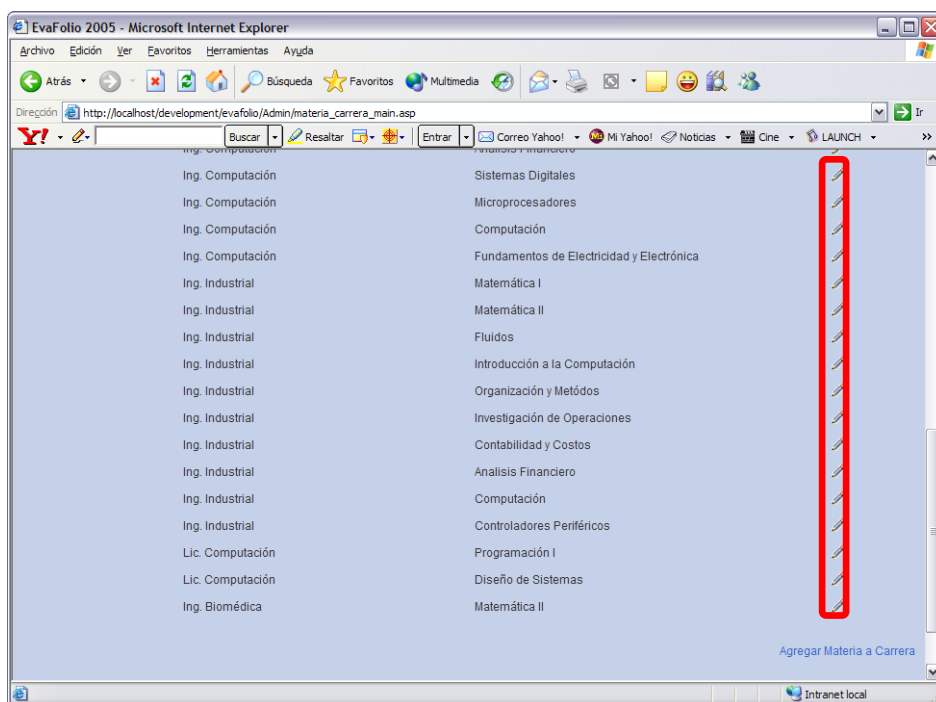 EvaFolio 2005 - Microsoft Internet Explorer
Archivo Edición Ver Favoritos Herramientas Ayuda
Atrás Búsqueda Favoritos Multimedia
Dirección http://localhost/development/evafolio/Admin/materia_carrera_main.asp Ir
Y! Buscar Resaltar Entrar Correo Yahoo! Mi Yahoo! Noticias Cine LAUNCH »
Ing. Computación Analisis Financiero
Ing. Computación Sistemas Digitales
Ing. Computación Microprocesadores
Ing. Computación Computación
Ing. Computación Fundamentos de Electricidad y Electrónica
Ing. Industrial Matemática I
Ing. Industrial Matemática II
Ing. Industrial Fluidos
Ing. Industrial Introducción a la Computación
Ing. Industrial Organización y Metódos
Ing. Industrial Investigación de Operaciones
Ing. Industrial Contabilidad y Costos
Ing. Industrial Analisis Financiero
Ing. Industrial Computación
Ing. Industrial Controladores Periféricos
Lic. Computación Programación I
Lic. Computación Diseño de Sistemas
Ing. Biomédica Matemática II
Agregar Materia a Carrera
Intranet local